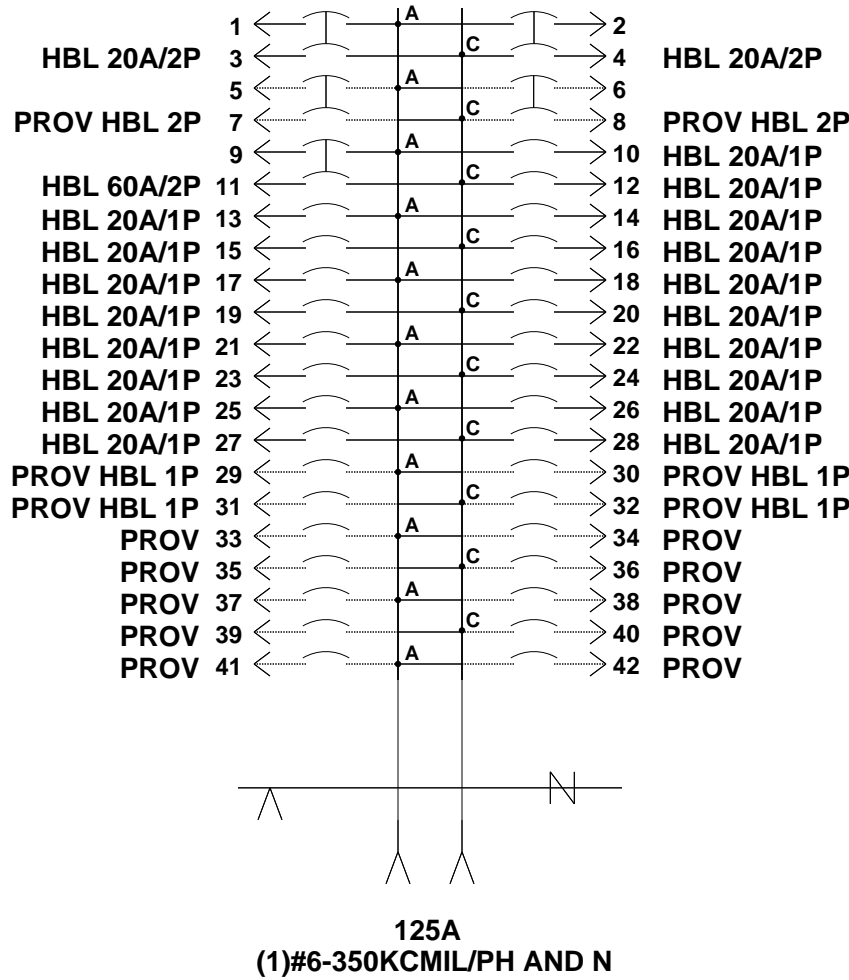 1 A 2
HBL 20A/2P 3 C 4 HBL 20A/2P
5 A 6
PROV HBL 2P 7 C 8 PROV HBL 2P
9 A 10 HBL 20A/1P
HBL 60A/2P 11 C 12 HBL 20A/1P
HBL 20A/1P 13 A 14 HBL 20A/1P
HBL 20A/1P 15 C 16 HBL 20A/1P
HBL 20A/1P 17 A 18 HBL 20A/1P
HBL 20A/1P 19 C 20 HBL 20A/1P
HBL 20A/1P 21 A 22 HBL 20A/1P
HBL 20A/1P 23 C 24 HBL 20A/1P
HBL 20A/1P 25 A 26 HBL 20A/1P
HBL 20A/1P 27 C 28 HBL 20A/1P
PROV HBL 1P 29 A 30 PROV HBL 1P
PROV HBL 1P 31 C 32 PROV HBL 1P
PROV 33 A 34 PROV
PROV 35 C 36 PROV
PROV 37 A 38 PROV
PROV 39 C 40 PROV
PROV 41 A 42 PROV
N
125A
(1)#6-350KCMIL/PH AND N